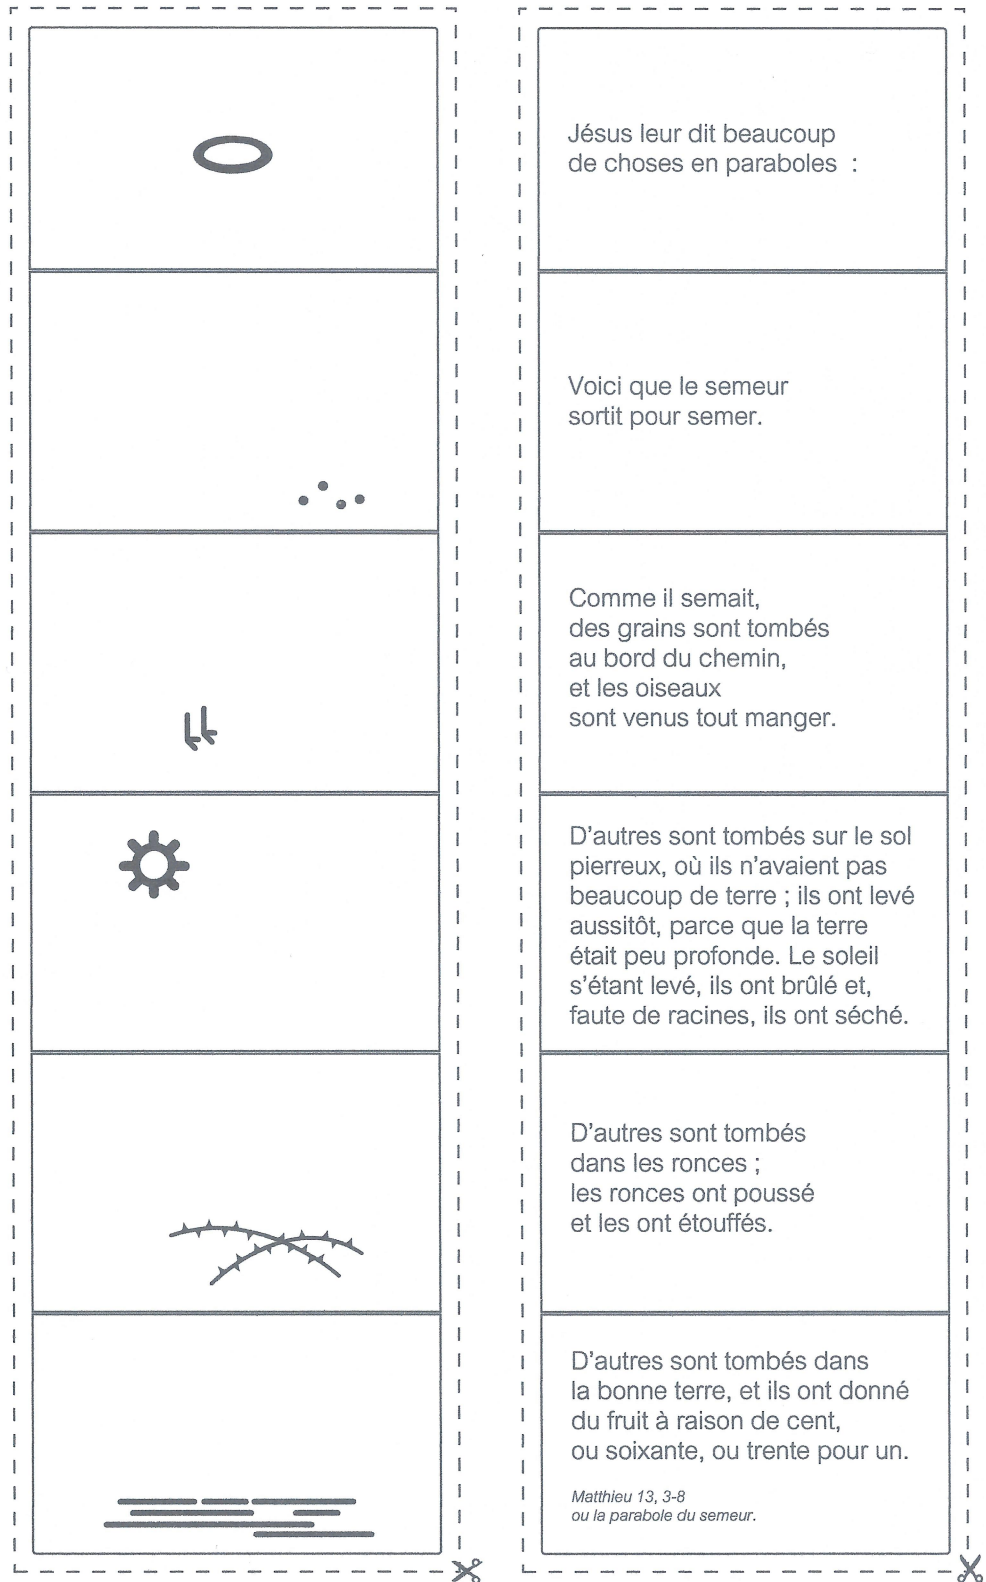 Jésus leur dit beaucoup
de choses en paraboles :
Voici que le semeur
sortit pour semer.
Comme il semait,
des grains sont tombés
au bord du chemin,
et les oiseaux
sont venus tout manger.
D’autres sont tombés sur le sol
pierreux, où ils n’avaient pas
beaucoup de terre ; ils ont levé
aussitôt, parce que la terre
était peu profonde. Le soleil
s’étant levé, ils ont brûlé et,
faute de racines, ils ont séché.
D’autres sont tombés
dans les ronces ;
les ronces ont poussé
et les ont étouffés.
D’autres sont tombés dans
la bonne terre, et ils ont donné
du fruit à raison de cent,
ou soixante, ou trente pour un.
Matthieu 13, 3-8
ou la parabole du semeur.